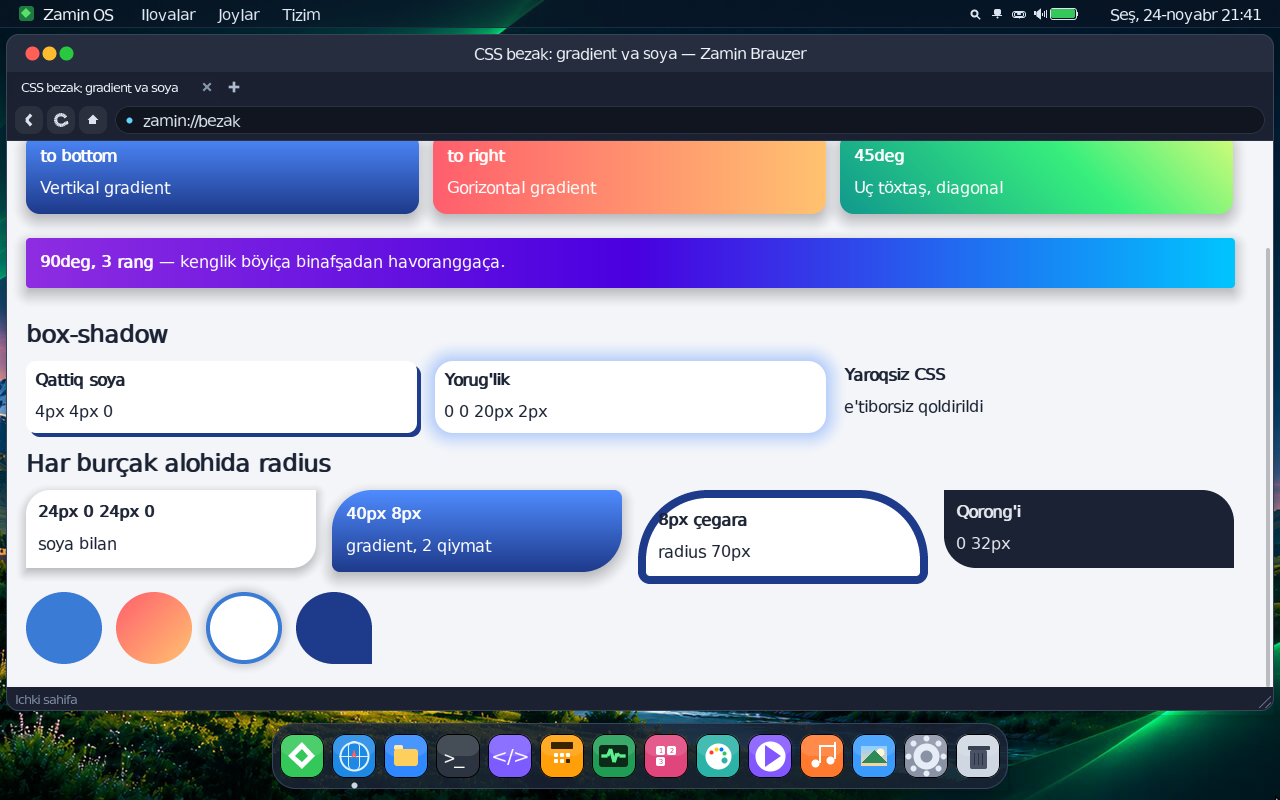 Zamin OS Ilovalar Joylar Tizim Seş, 24-noyabr 21:41
CSS bezak: gradient va soya — Zamin Brauzer
CSS bezak: gradient va soya
zamin://bezak
to bottom
Vertikal gradient
to right
Gorizontal gradient
45deg
Uç töxtaş, diagonal
90deg, 3 rang — kenglik böyiça binafşadan havoranggaça.
box-shadow
Qattiq soya
4px 4px 0
Yorug'lik
0 0 20px 2px
Yaroqsiz CSS
e'tiborsiz qoldirildi
Har burçak alohida radius
24px 0 24px 0
soya bilan
40px 8px
gradient, 2 qiymat
8px çegara
radius 70px
Qorong'i
0 32px
Ichki sahifa
>_
</>
1 2
3